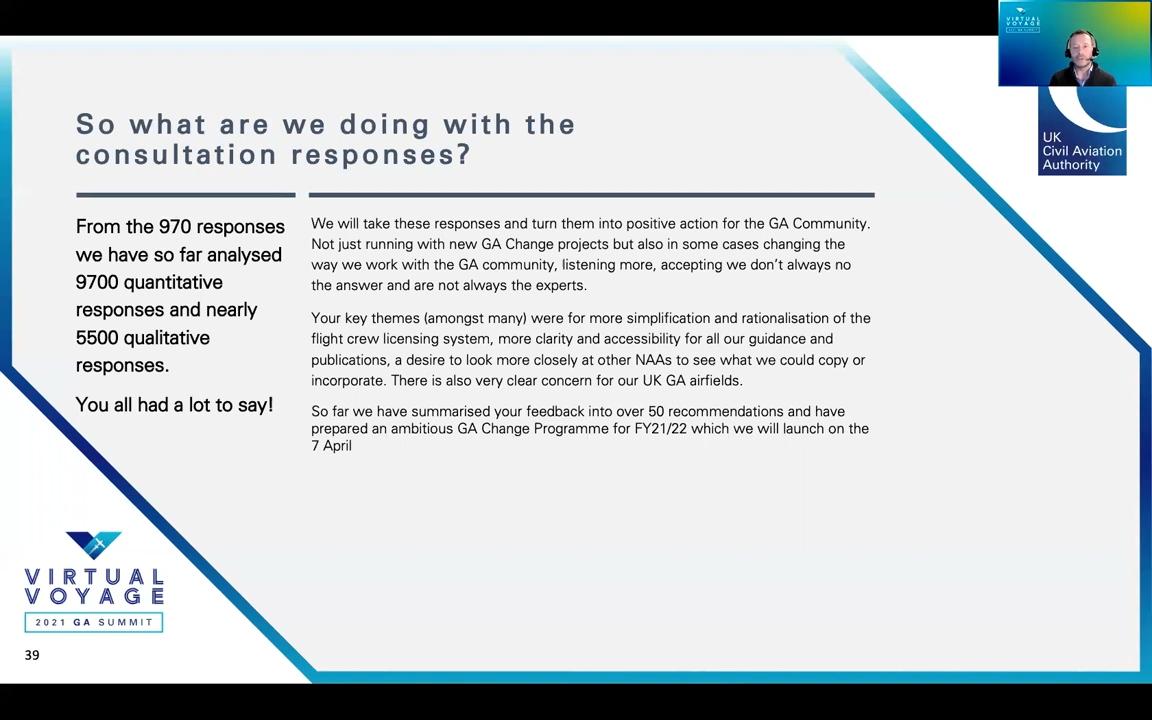 VIRTUAL
VOYAGE
UK
Civil Aviation
Authority
So what are we doing with the
consultation responses?
From the 970 responses
we have so far analysed
9700 quantitative
responses and nearly
5500 qualitative
responses.
You all had a lot to say!
We will take these responses and turn them into positive action for the GA Community.
Not just running with new GA Change projects but also in some cases changing the
way we work with the GA community, listening more, accepting we don't always no
the answer and are not always the experts.
Your key themes (amongst many) were for more simplification and rationalisation of the
flight crew licensing system, more clarity and accessibility for all our guidance and
publications, a desire to look more closely at other NAAs to see what we could copy or
incorporate. There is also very clear concern for our UK GA airfields.
So far we have summarised your feedback into over 50 recommendations and have
prepared an ambitious GA Change Programme for FY21/22 which we will launch on the
7 April
VIRTUAL
VOYAGE
2021 GA SUMMIT
39